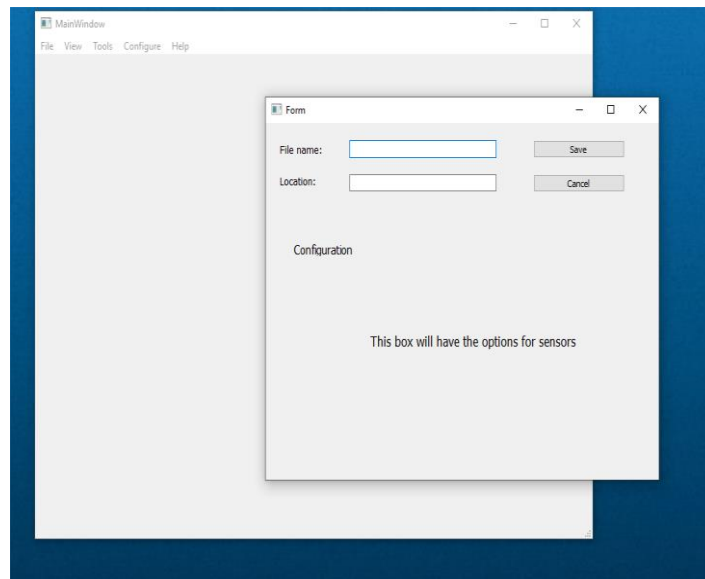 MainWindow
File View Tools Configure Help
Form
File name:
Save
Location:
Cancel
Configuration
This box will have the options for sensors